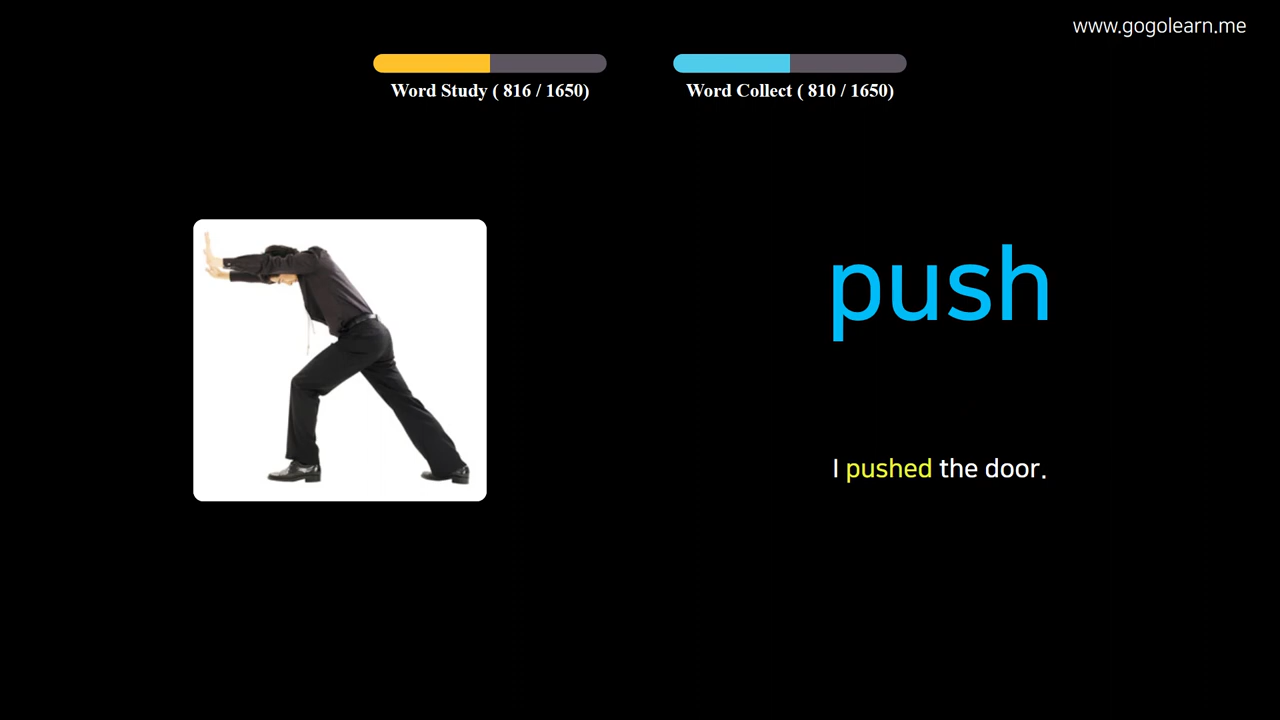 www.gogolearn.me
Word Study ( 816 / 1650)
Word Collect ( 810 / 1650)
push
I pushed the door.